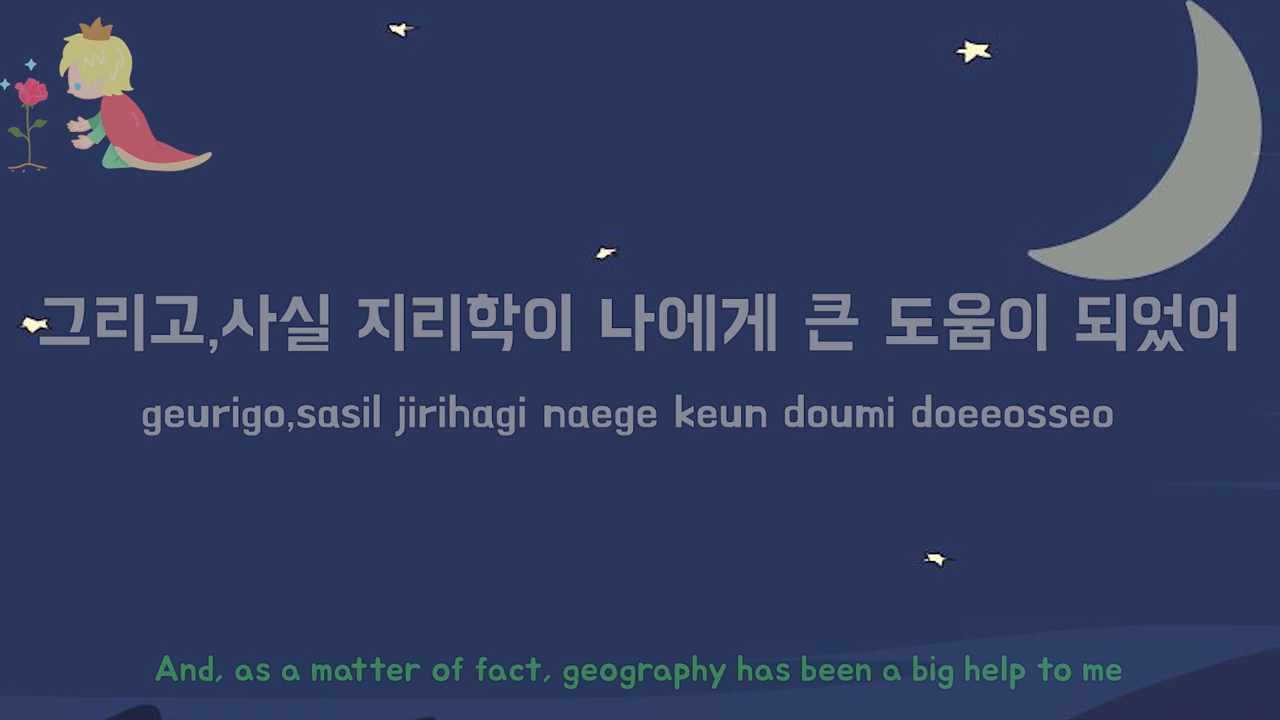 그리고,사실 지리학이 나에게 큰 도움이 되었어
geurigo,sasil jirihagi naege keun doumi doeeosseo
And, as a matter of fact, geography has been a big help to me